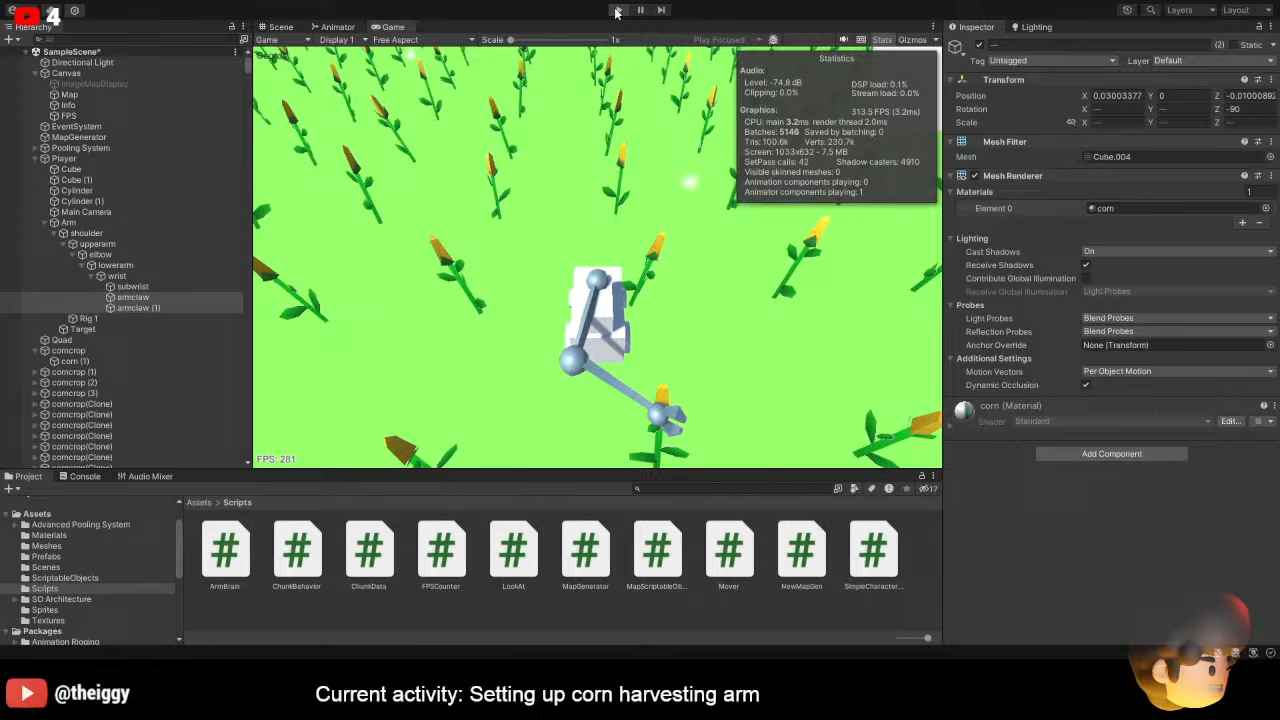 4
Hierarchy
SampleScene*
Directional Light
Canvas
ImageMapDisplay
Map
Info
FPS
EventSystem
MapGenerator
Pooling System
Player
Cube
Cube (1)
Cylinder
Cylinder (1)
Main Camera
Arm
shoulder
upperarm
elbow
lowerarm
wrist
subwrist
armclaw
armclaw (1)
Rig 1
Target
Quad
corncrop
corn (1)
corncrop (1)
corncrop (2)
corncrop (3)
corncrop(Clone)
corncrop(Clone)
corncrop(Clone)
corncrop(Clone)
corncrop(Clone)
Scene
Animator
Game
Game
Display 1
Free Aspect
Scale
1x
Play Focused
Stats
Gizmos
Statistics
Audio:
Level: -74.8 dB
DSP load: 0.1%
Clipping: 0.0%
Stream load: 0.0%
Graphics:
313.5 FPS (3.2ms)
CPU: main 3.2ms render thread 2.0ms
Batches: 5146 Saved by batching: 0
Tris: 100.6k Verts: 230.7k
Screen: 1033x632 - 7.5 MB
SetPass calls: 42 Shadow casters: 4910
Visible skinned meshes: 0
Animation components playing: 0
Animator components playing: 1
FPS: 281
Layers
Layout
Inspector
Lighting
—
(2)
Static
Tag
Untagged
Layer
Default
Transform
Position
X
0.03003377
Y
0
Z
-0.01000892
Rotation
X
—
Y
—
Z
-90
Scale
X
—
Y
—
Z
—
Mesh Filter
Mesh
Cube.004
Mesh Renderer
Materials
1
Element 0
corn
Lighting
Cast Shadows
On
Receive Shadows
Contribute Global Illumination
Receive Global Illumination
Light Probes
Probes
Light Probes
Blend Probes
Reflection Probes
Blend Probes
Anchor Override
None (Transform)
Additional Settings
Motion Vectors
Per Object Motion
Dynamic Occlusion
corn (Material)
Shader
Standard
Edit...
Add Component
Project
Console
Audio Mixer
17
Assets
Advanced Pooling System
Materials
Meshes
Prefabs
Scenes
ScriptableObjects
Scripts
SO Architecture
Sprites
Textures
Packages
Animation Rigging
Assets > Scripts
ArmBrain
ChunkBehavior
ChunkData
FPSCounter
LookAt
MapGenerator
MapScriptableOb...
Mover
NewMapGen
SimpleCharacter...
@theiggy
Current activity: Setting up corn harvesting arm